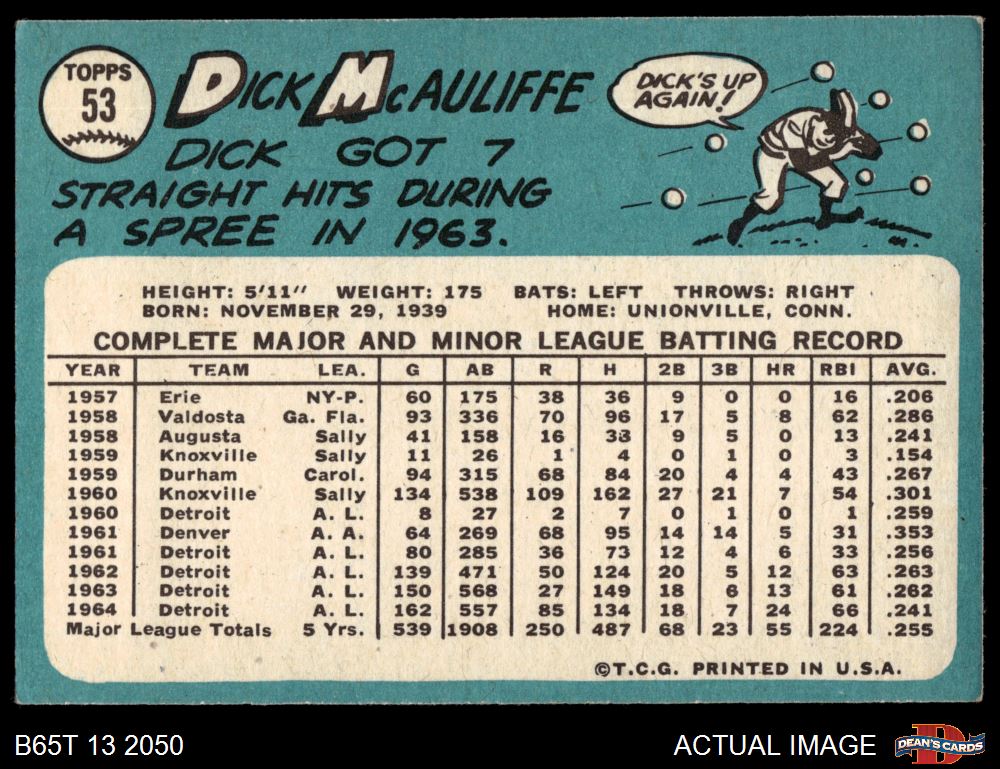 TOPPS
53
DICK McAULIFFE
DICK GOT 7
STRAIGHT HITS DURING
A SPREE IN 1963.
DICK'S UP
AGAIN!
HEIGHT: 5'11" WEIGHT: 175 BATS: LEFT THROWS: RIGHT
BORN: NOVEMBER 29, 1939 HOME: UNIONVILLE, CONN.
COMPLETE MAJOR AND MINOR LEAGUE BATTING RECORD
YEAR TEAM LEA. G AB R H 2B 3B HR RBI AVG.
1957 Erie NY-P. 60 175 38 36 9 0 0 16 .206
1958 Valdosta Ga. Fla. 93 336 70 96 17 5 8 62 .286
1958 Augusta Sally 41 158 16 38 9 5 0 13 .241
1959 Knoxville Sally 11 26 1 4 0 1 0 3 .154
1959 Durham Carol. 94 315 68 84 20 4 4 43 .267
1960 Knoxville Sally 134 538 109 162 27 21 7 54 .301
1960 Detroit A. L. 8 27 2 7 0 1 0 1 .259
1961 Denver A. A. 64 269 68 95 14 14 5 31 .353
1961 Detroit A. L. 80 285 36 73 12 4 6 33 .256
1962 Detroit A. L. 139 471 50 124 20 5 12 63 .263
1963 Detroit A. L. 150 568 27 149 18 6 13 61 .262
1964 Detroit A. L. 162 557 85 134 18 7 24 66 .241
Major League Totals 5 Yrs. 539 1908 250 487 68 23 55 224 .255
©T.C.G. PRINTED IN U.S.A.
B65T 13 2050
ACTUAL IMAGE
D
DEAN'S CARDS